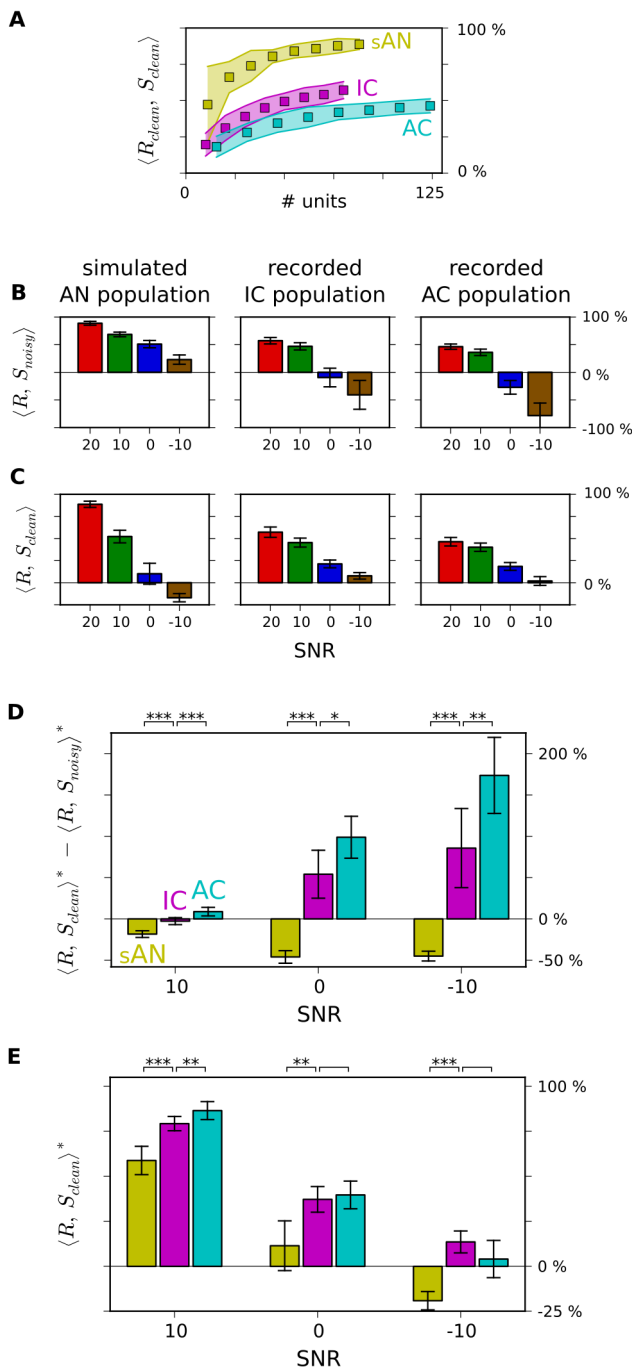 A
⟨R_clean, S_clean⟩
100 %
sAN
IC
AC
0 %
0
125
# units
simulated
AN population
recorded
IC population
recorded
AC population
B
⟨R, S_noisy⟩
100 %
0 %
-100 %
20 10 0 -10
20 10 0 -10
20 10 0 -10
C
⟨R, S_clean⟩
100 %
0 %
20 10 0 -10
20 10 0 -10
20 10 0 -10
SNR
D
*** ***
*** *
*** **
⟨R, S_clean⟩* − ⟨R, S_noisy⟩*
200 %
IC
AC
sAN
0 %
-50 %
10 0 -10
SNR
E
*** **
**
***
⟨R, S_clean⟩*
100 %
0 %
-25 %
10 0 -10
SNR